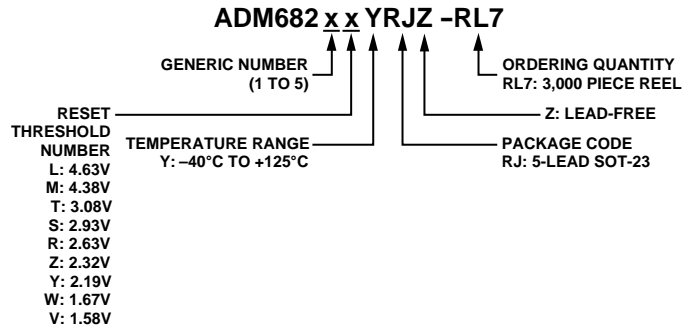 ADM682 x x YRJZ –RL7
GENERIC NUMBER
(1 TO 5)
ORDERING QUANTITY
RL7: 3,000 PIECE REEL
RESET
THRESHOLD
NUMBER
L: 4.63V
M: 4.38V
T: 3.08V
S: 2.93V
R: 2.63V
Z: 2.32V
Y: 2.19V
W: 1.67V
V: 1.58V
Z: LEAD-FREE
TEMPERATURE RANGE
Y: –40°C TO +125°C
PACKAGE CODE
RJ: 5-LEAD SOT-23